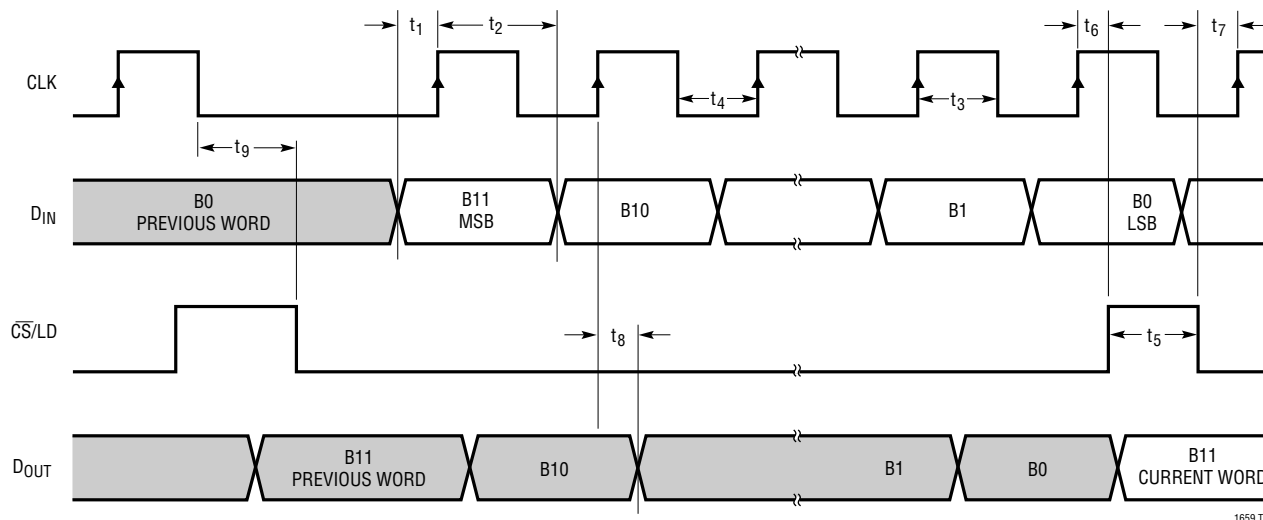 t1 t2 t6 t7
CLK
t4 t3
t9
DIN
B0
PREVIOUS WORD
B11
MSB
B10
B1
B0
LSB
CS/LD
t8
t5
DOUT
B11
PREVIOUS WORD
B10
B1
B0
B11
CURRENT WORD